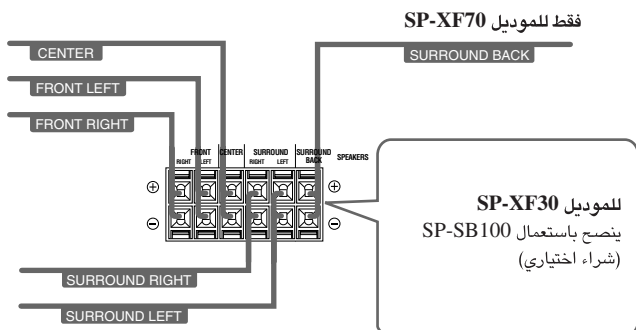 فقط للموديل SP-XF70
CENTER
SURROUND BACK
FRONT LEFT
FRONT RIGHT
FRONT CENTER SURROUND SURROUND BACK SPEAKERS
RIGHT LEFT RIGHT LEFT
⊕ ⊕
⊖ ⊖
للموديل SP-XF30
ينصح باستعمال SP-SB100
(شراء اختياري)
SURROUND RIGHT
SURROUND LEFT